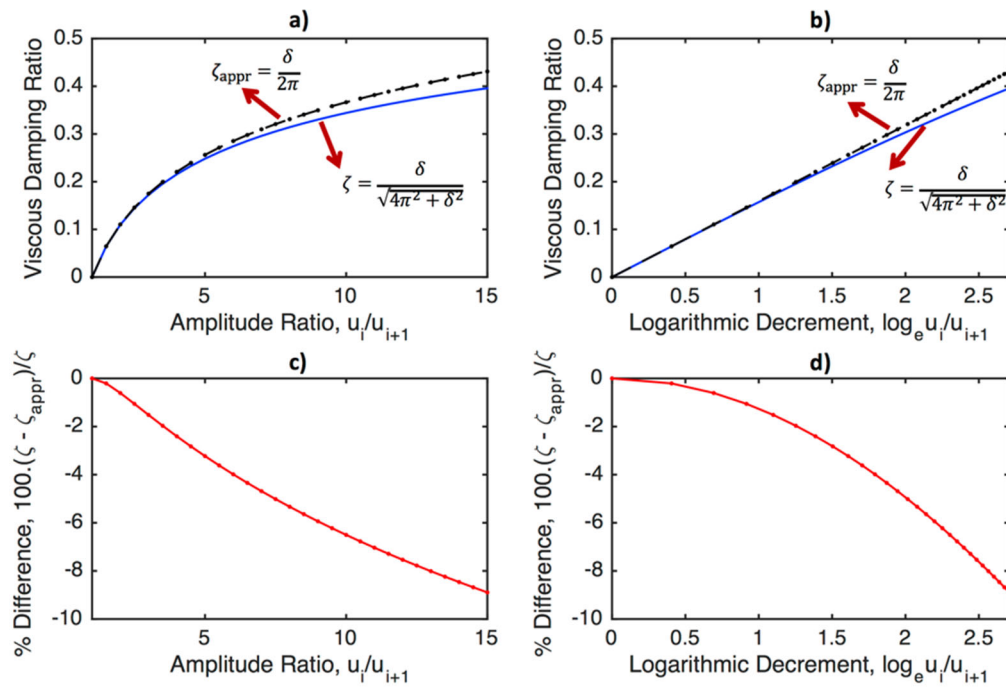 a)
Viscous Damping Ratio
0.5
0.4
0.3
0.2
0.1
0
5
10
15
Amplitude Ratio, u_i/u_{i+1}
ζ_appr = δ/2π
ζ = δ/√(4π² + δ²)
b)
Viscous Damping Ratio
0.5
0.4
0.3
0.2
0.1
0
0
0.5
1
1.5
2
2.5
Logarithmic Decrement, log_e u_i/u_{i+1}
ζ_appr = δ/2π
ζ = δ/√(4π² + δ²)
c)
% Difference, 100.(ζ - ζ_appr)/ζ
0
-2
-4
-6
-8
-10
5
10
15
Amplitude Ratio, u_i/u_{i+1}
d)
% Difference, 100.(ζ - ζ_appr)/ζ
0
-2
-4
-6
-8
-10
0
0.5
1
1.5
2
2.5
Logarithmic Decrement, log_e u_i/u_{i+1}